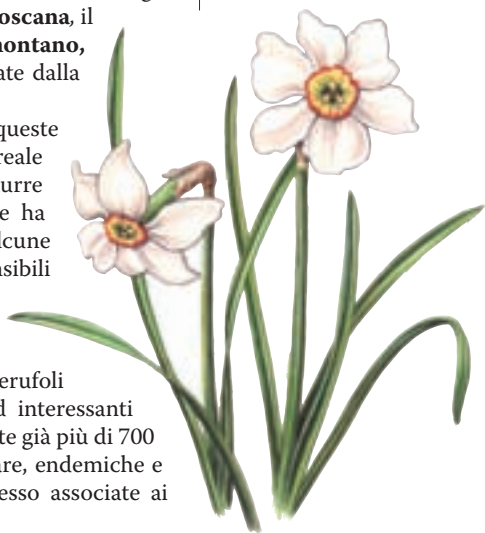 oscana, il
ontano,
ate dalla
queste
reale
urre
e ha
lcune
sibili
erufoli
d interessanti
te già più di 700
are, endemiche e
esso associate ai